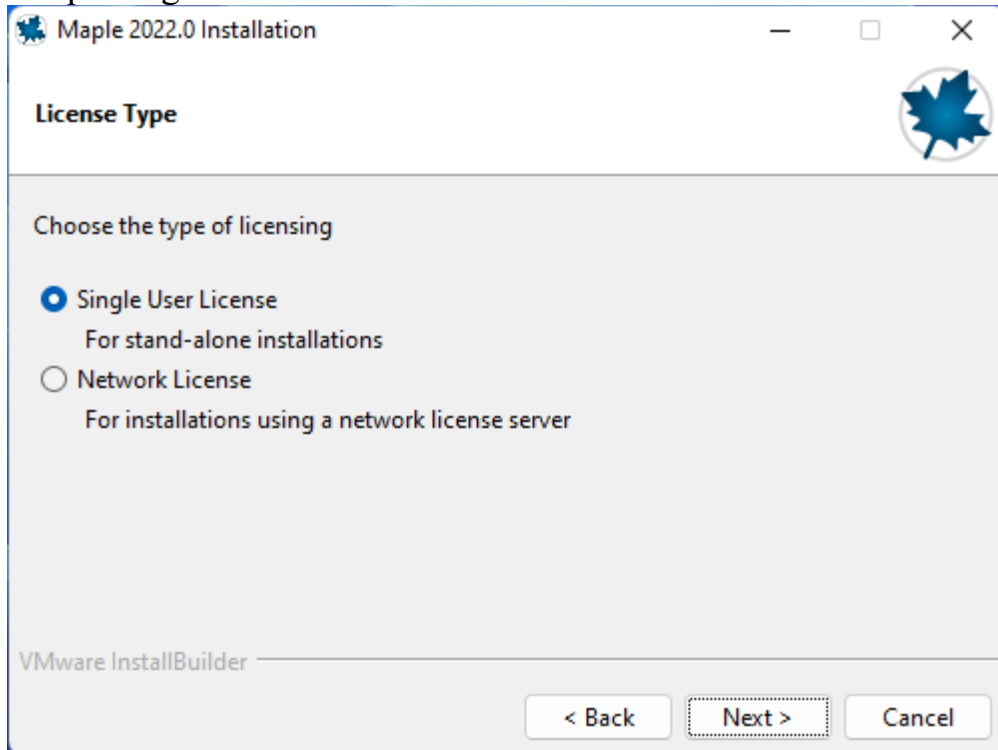 Maple 2022.0 Installation
License Type
Choose the type of licensing
Single User License
For stand-alone installations
Network License
For installations using a network license server
VMware InstallBuilder
< Back Next > Cancel